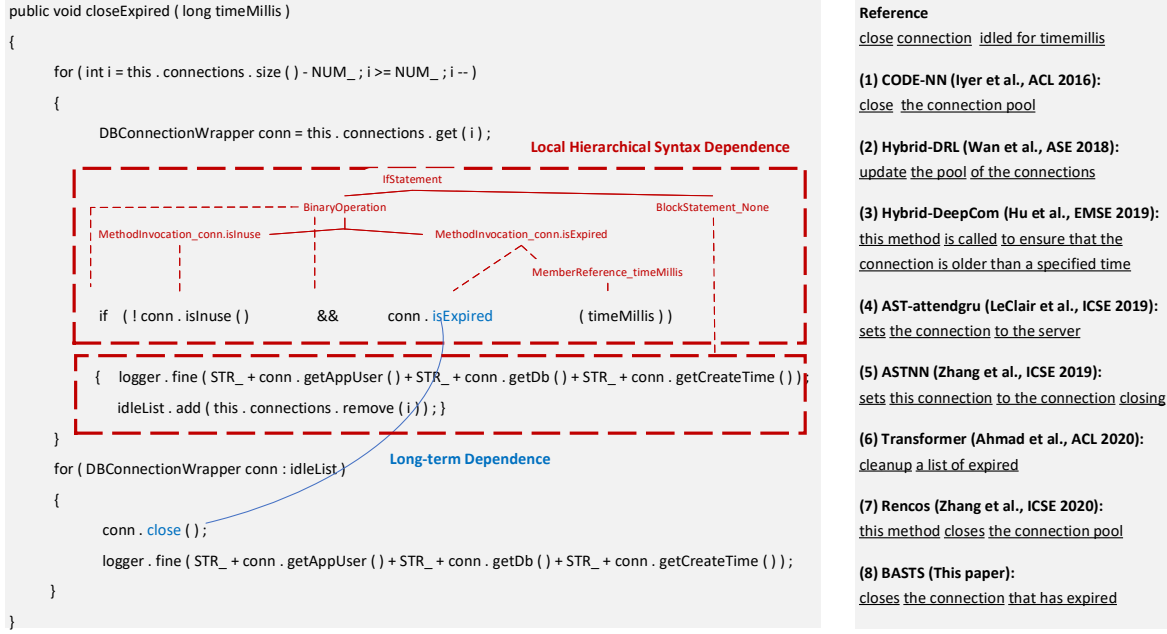 public void closeExpired ( long timeMillis )
{
for ( int i = this . connections . size ( ) - NUM_ ; i >= NUM_ ; i -- )
{
DBConnectionWrapper conn = this . connections . get ( i ) ;
Local Hierarchical Syntax Dependence
IfStatement
BinaryOperation BlockStatement_None
MethodInvocation_conn.isInuse MethodInvocation_conn.isExpired
MemberReference_timeMillis
if ( ! conn . isInuse ( ) && conn . isExpired ( timeMillis ) )
{ logger . fine ( STR_ + conn . getAppUser ( ) + STR_ + conn . getDb ( ) + STR_ + conn . getCreateTime ( ) ) ;
idleList . add ( this . connections . remove ( i ) ) ; }
}
Long-term Dependence
for ( DBConnectionWrapper conn : idleList )
{
conn . close ( ) ;
logger . fine ( STR_ + conn . getAppUser ( ) + STR_ + conn . getDb ( ) + STR_ + conn . getCreateTime ( ) ) ;
}
}
Reference
close connection idled for timemillis
(1) CODE-NN (Iyer et al., ACL 2016):
close the connection pool
(2) Hybrid-DRL (Wan et al., ASE 2018):
update the pool of the connections
(3) Hybrid-DeepCom (Hu et al., EMSE 2019):
this method is called to ensure that the
connection is older than a specified time
(4) AST-attendgru (LeClair et al., ICSE 2019):
sets the connection to the server
(5) ASTNN (Zhang et al., ICSE 2019):
sets this connection to the connection closing
(6) Transformer (Ahmad et al., ACL 2020):
cleanup a list of expired
(7) Rencos (Zhang et al., ICSE 2020):
this method closes the connection pool
(8) BASTS (This paper):
closes the connection that has expired